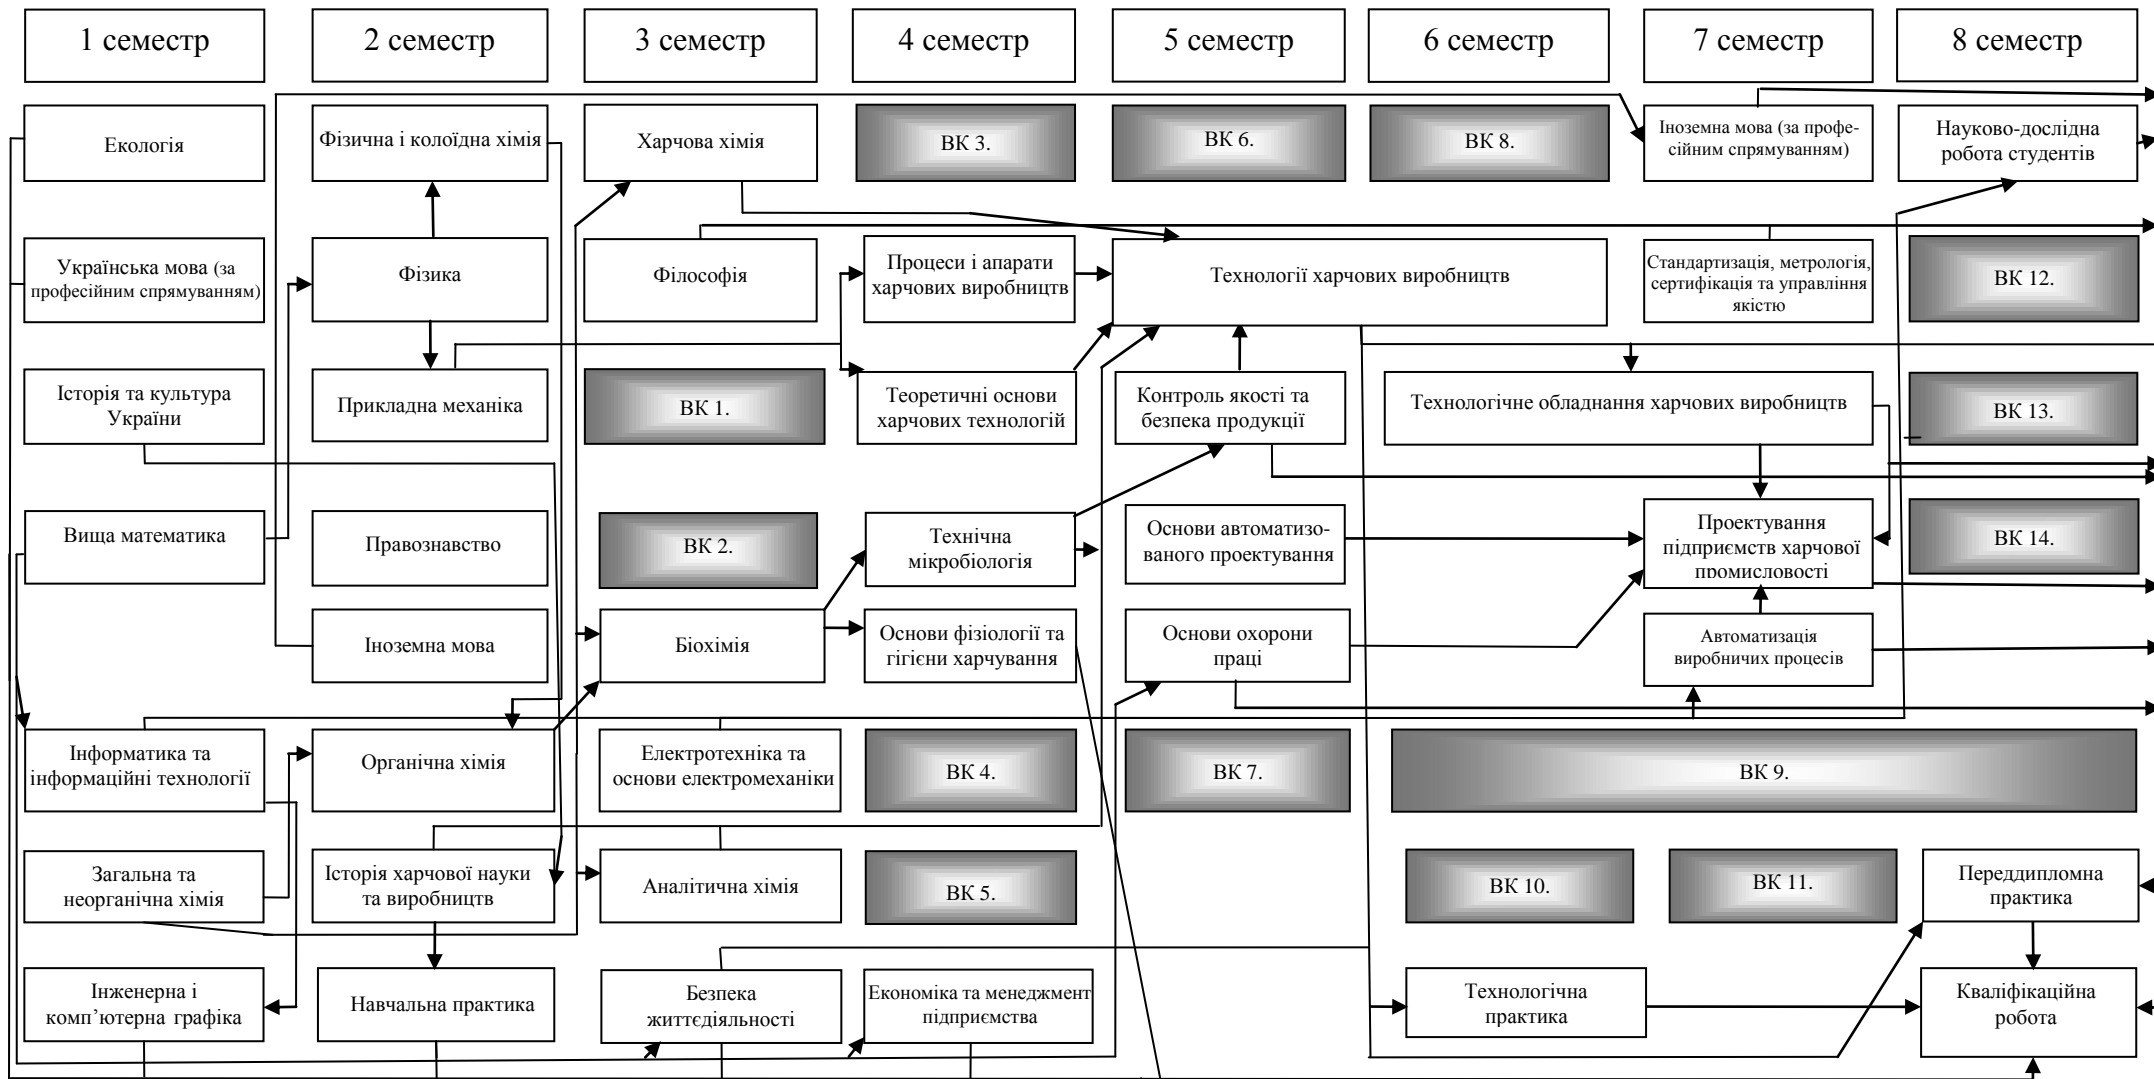 1 семестр
2 семестр
3 семестр
4 семестр
5 семестр
6 семестр
7 семестр
8 семестр
Екологія
Фізична і колоїдна хімія
Харчова хімія
ВК 3.
ВК 6.
ВК 8.
Іноземна мова (за профе-
сійним спрямуванням)
Науково-дослідна
робота студентів
Українська мова (за
професійним спрямуванням)
Фізика
Філософія
Процеси і апарати
харчових виробництв
Технології харчових виробництв
Стандартизація, метрологія,
сертифікація та управління
якістю
ВК 12.
Історія та культура
України
Прикладна механіка
ВК 1.
Теоретичні основи
харчових технологій
Контроль якості та
безпека продукції
Технологічне обладнання харчових виробництв
ВК 13.
Вища математика
Правознавство
ВК 2.
Технічна
мікробіологія
Основи автоматизо-
ваного проектування
Проектування
підприємств харчової
промисловості
ВК 14.
Іноземна мова
Біохімія
Основи фізіології та
гігієни харчування
Основи охорони
праці
Автоматизація
виробничих процесів
Інформатика та
інформаційні технології
Органічна хімія
Електротехніка та
основи електромеханіки
ВК 4.
ВК 7.
ВК 9.
Загальна та
неорганічна хімія
Історія харчової науки
та виробництв
Аналітична хімія
ВК 5.
ВК 10.
ВК 11.
Переддипломна
практика
Інженерна і
комп’ютерна графіка
Навчальна практика
Безпека
життєдіяльності
Економіка та менеджмент
підприємства
Технологічна
практика
Кваліфікаційна
робота